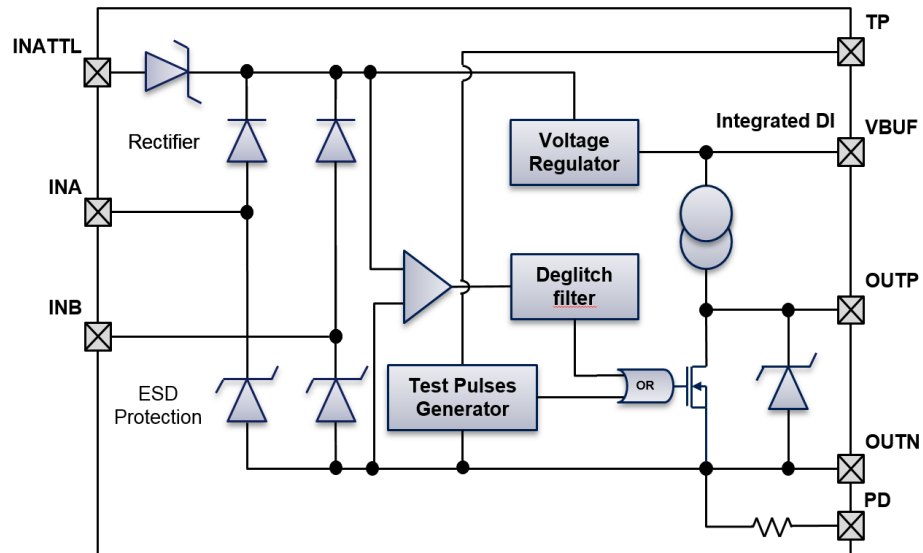 TP
INATTL
Integrated DI
VBUF
Rectifier
Voltage
Regulator
INA
Deglitch
filter
OUTP
INB
ESD
Protection
Test Pulses
Generator
OR
OUTN
PD